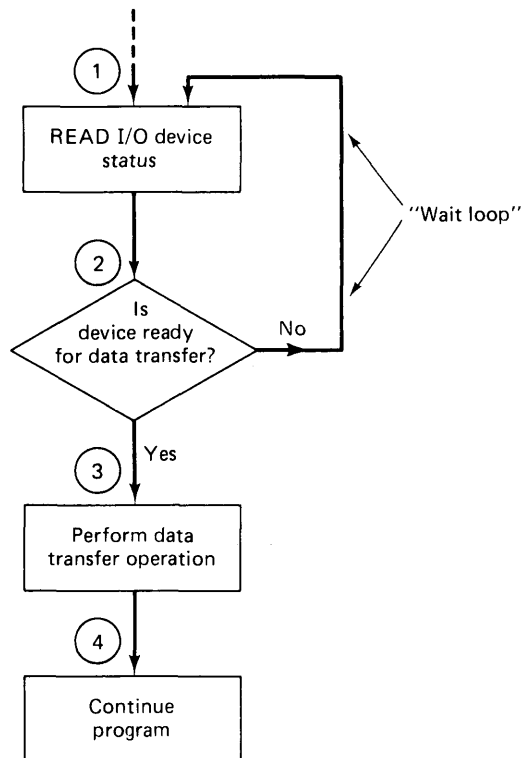 1
READ I/O device
status
"Wait loop"
2
Is
device ready
for data transfer?
No
Yes
3
Perform data
transfer operation
4
Continue
program